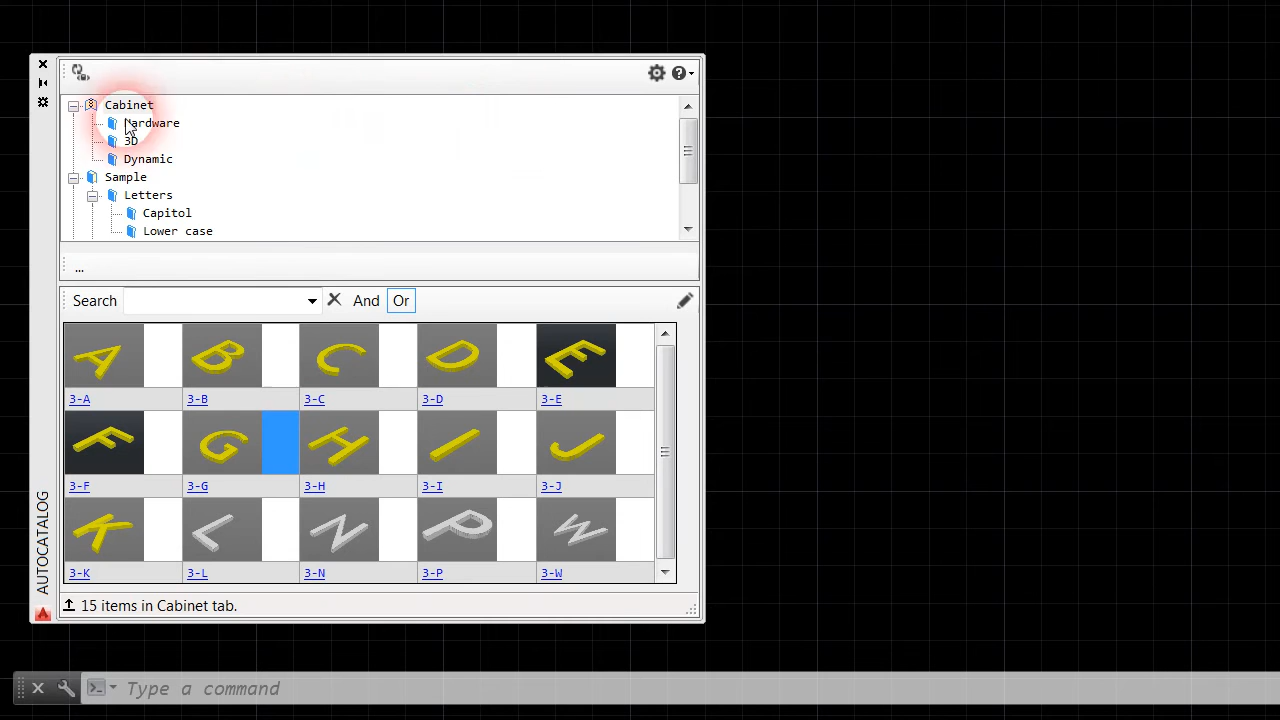 Cabinet
Hardware
3D
Dynamic
Sample
Letters
Capitol
Lower case
...
Search And Or
3-A 3-B 3-C 3-D 3-E
3-F 3-G 3-H 3-I 3-J
3-K 3-L 3-N 3-P 3-W
15 items in Cabinet tab.
AUTOCATALOG
Type a command